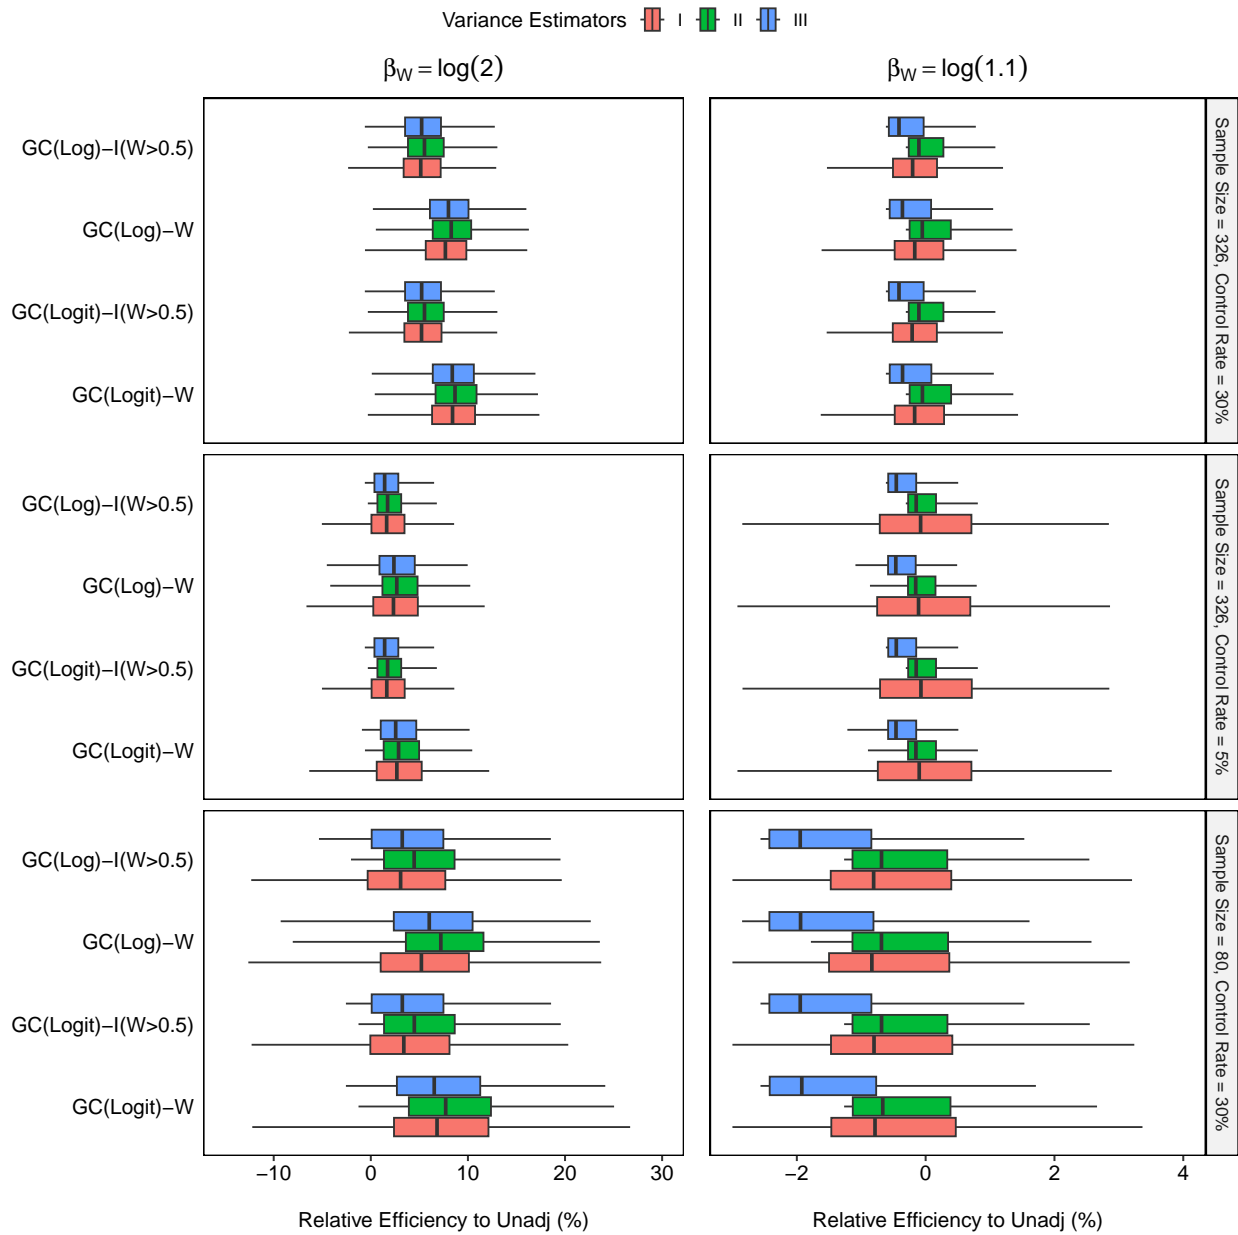 Variance Estimators I II III
β_W = log(2)
β_W = log(1.1)
GC(Log)−I(W>0.5)
GC(Log)−W
GC(Logit)−I(W>0.5)
GC(Logit)−W
Sample Size = 326, Control Rate = 30%
GC(Log)−I(W>0.5)
GC(Log)−W
GC(Logit)−I(W>0.5)
GC(Logit)−W
Sample Size = 326, Control Rate = 5%
GC(Log)−I(W>0.5)
GC(Log)−W
GC(Logit)−I(W>0.5)
GC(Logit)−W
Sample Size = 80, Control Rate = 30%
−10 0 10 20 30
−2 0 2 4
Relative Efficiency to Unadj (%)
Relative Efficiency to Unadj (%)